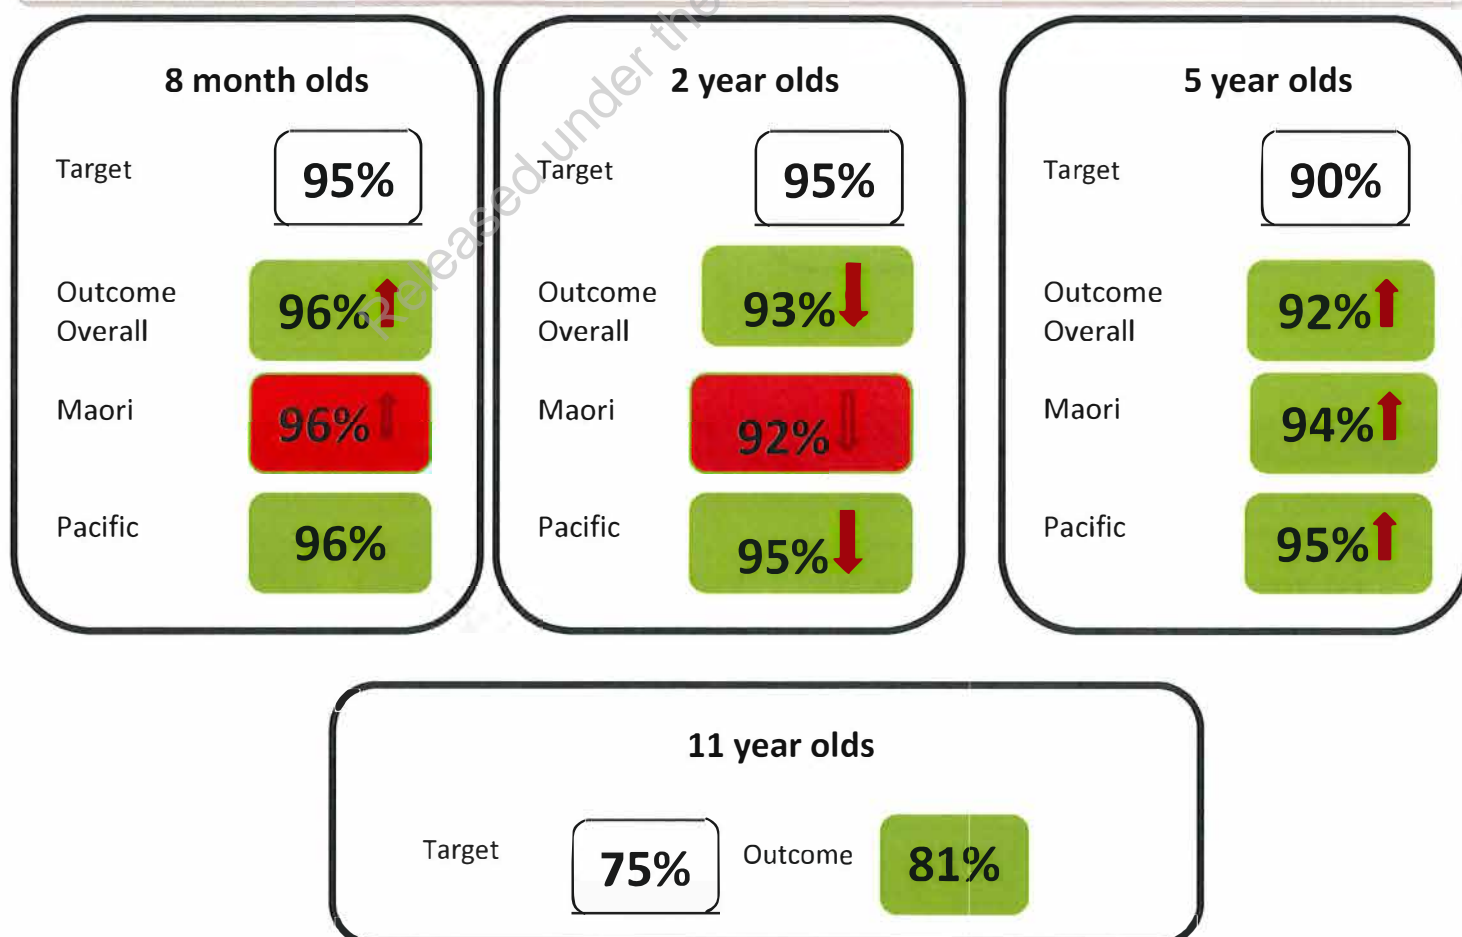 8 month olds
Target
95%
Outcome
Overall
96%
Maori
96%
Pacific
96%
2 year olds
Target
95%
Outcome
Overall
93%
Maori
92%
Pacific
95%
5 year olds
Target
90%
Outcome
Overall
92%
Maori
94%
Pacific
95%
11 year olds
Target
75%
Outcome
81%
Released under the